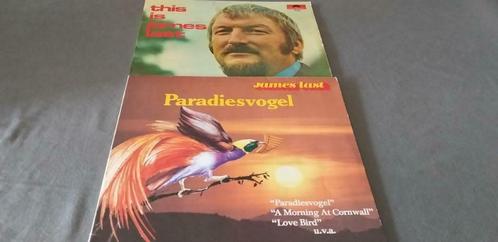 this
is
james
last
james last
Paradiesvogel
"Paradiesvogel"
"A Morning At Cornwall"
"Love Bird"
u.v.a.